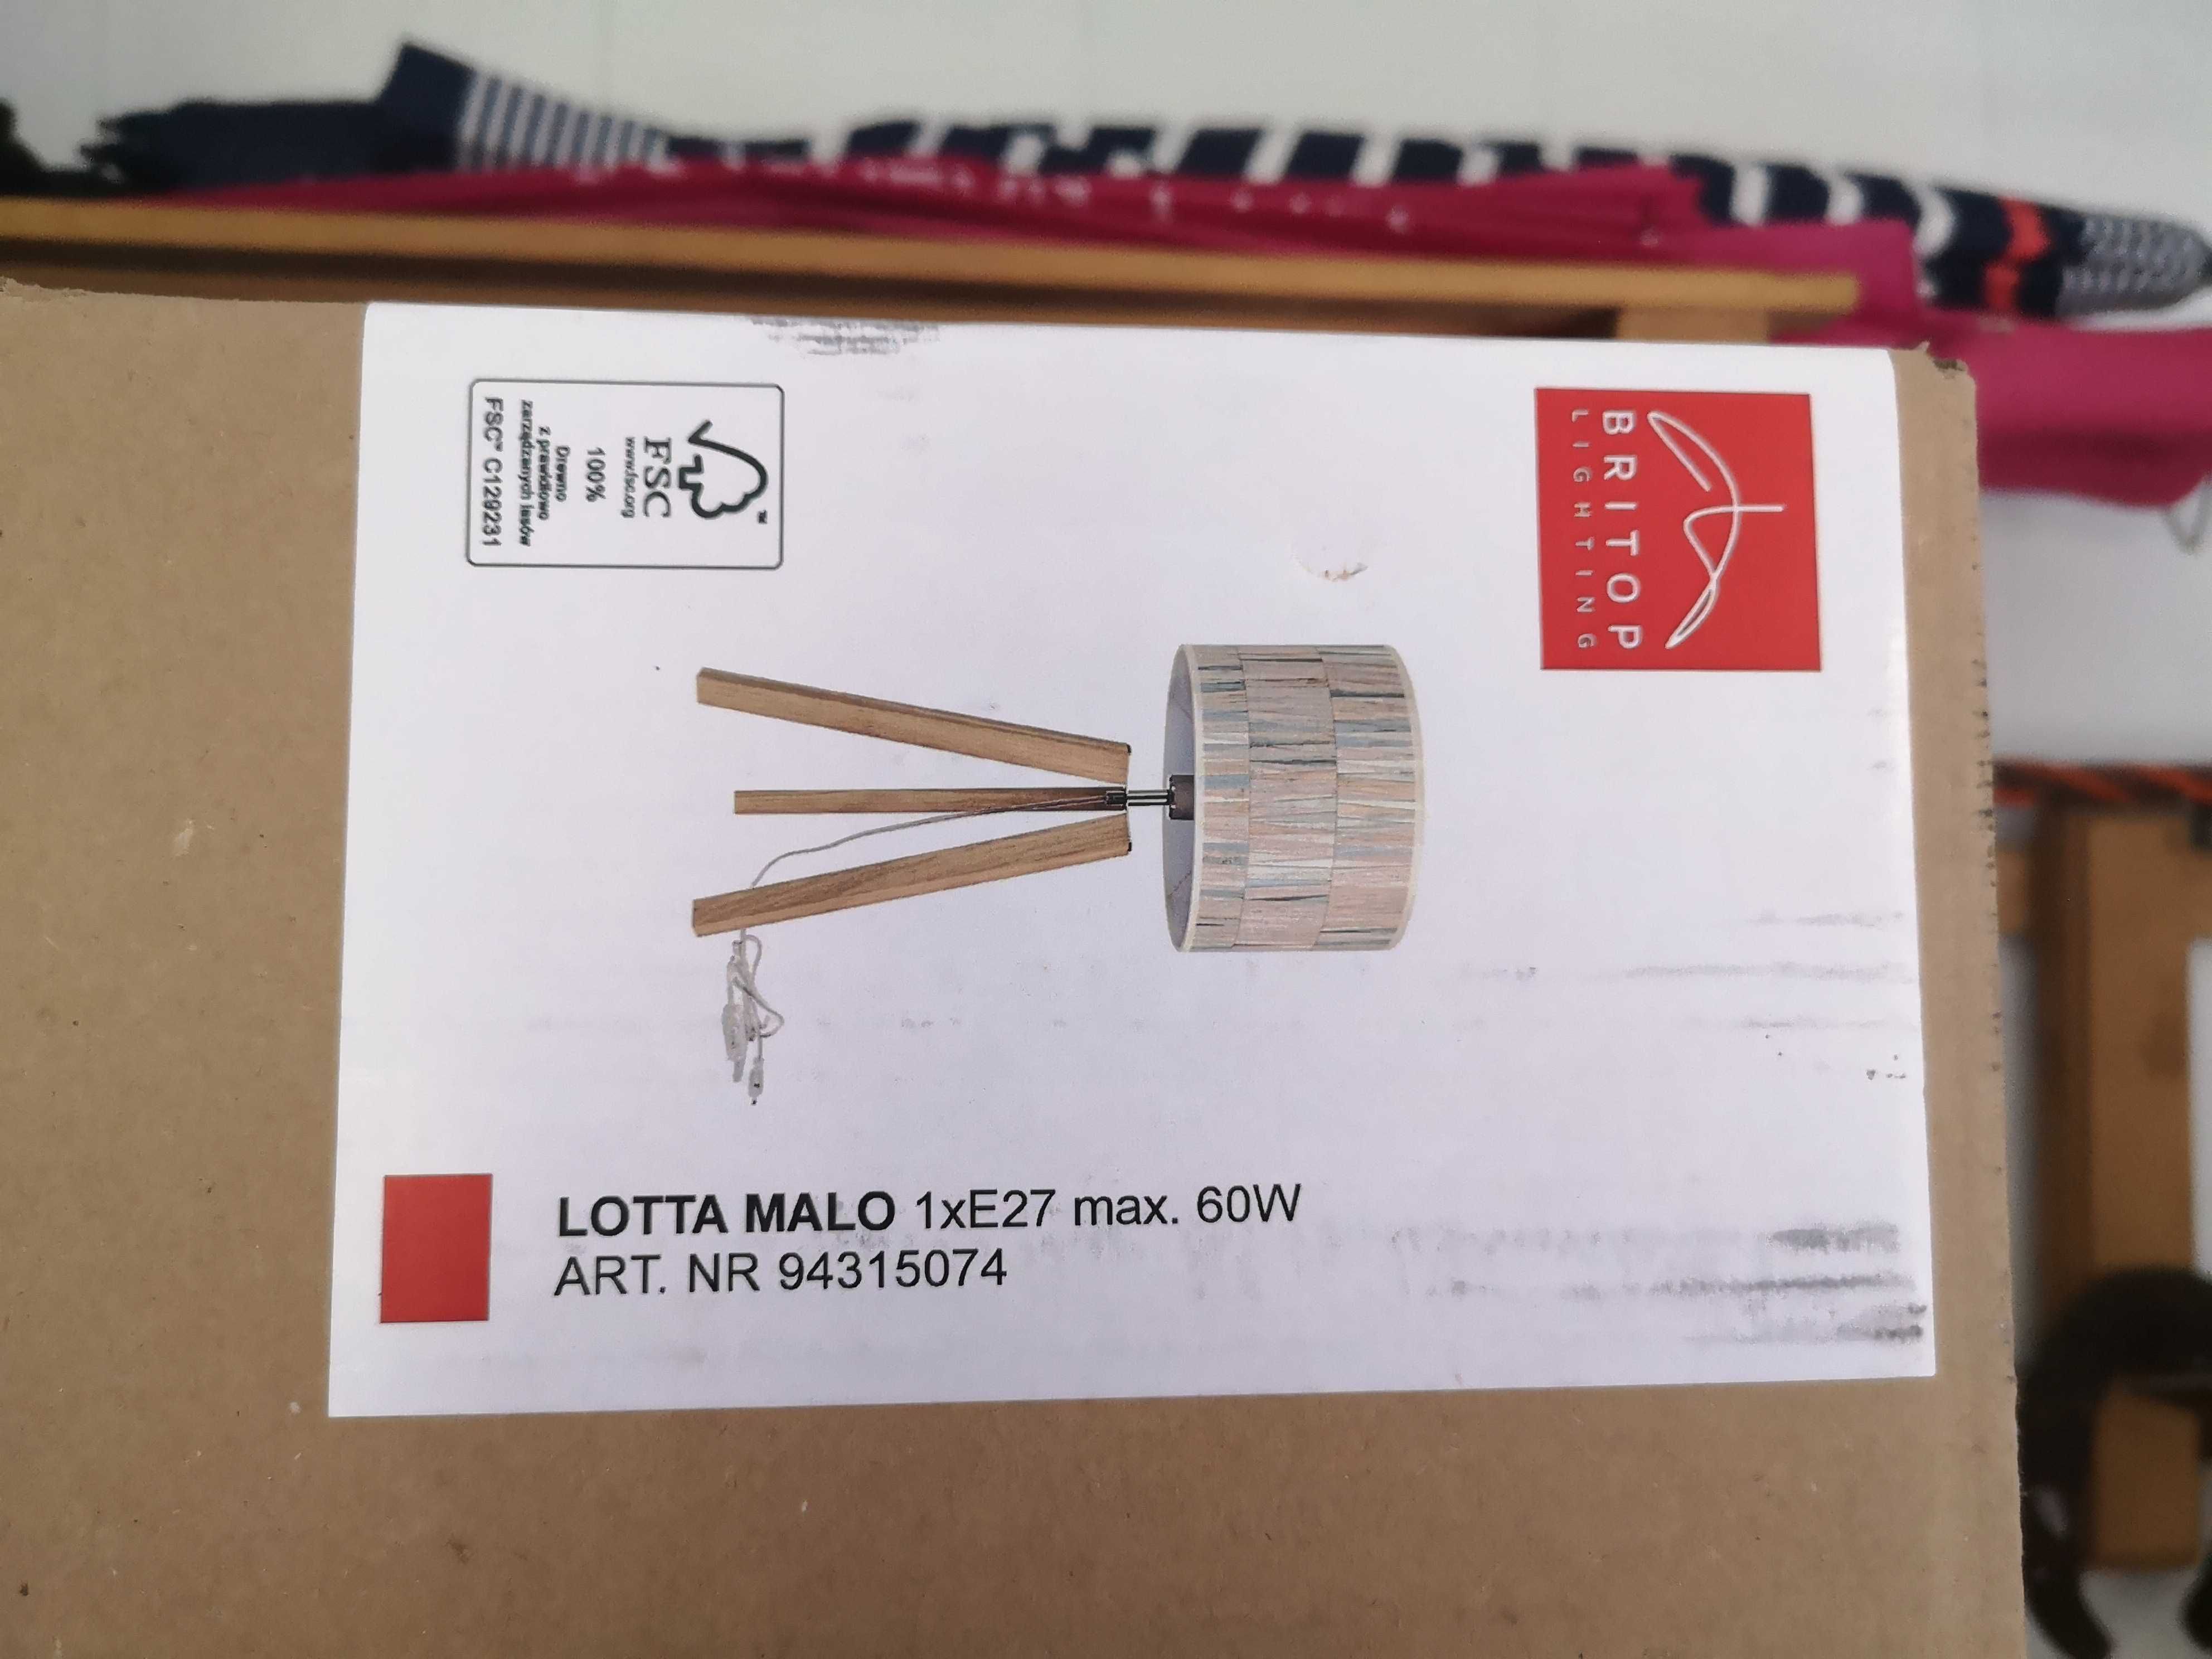 BRITOP
LIGHTING
FSC
www.fsc.org
100%
Drewno
z prawidłowo
zarządzanych lasów
FSC™ C129231
LOTTA MALO 1xE27 max. 60W
ART. NR 94315074